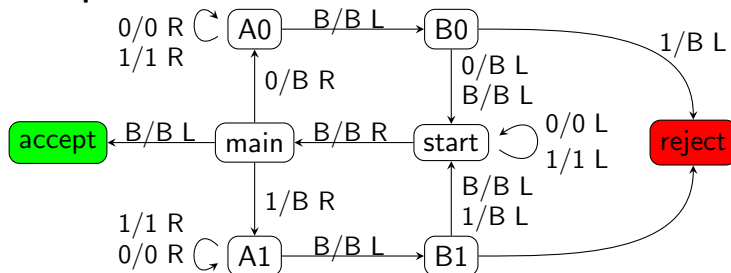 0/0 R
1/1 R
A0
B/B L
B0
1/B L
0/B R
0/B L
B/B L
accept
B/B L
main
B/B R
start
0/0 L
1/1 L
reject
1/B R
B/B L
1/B L
1/1 R
0/0 R
A1
B/B L
B1